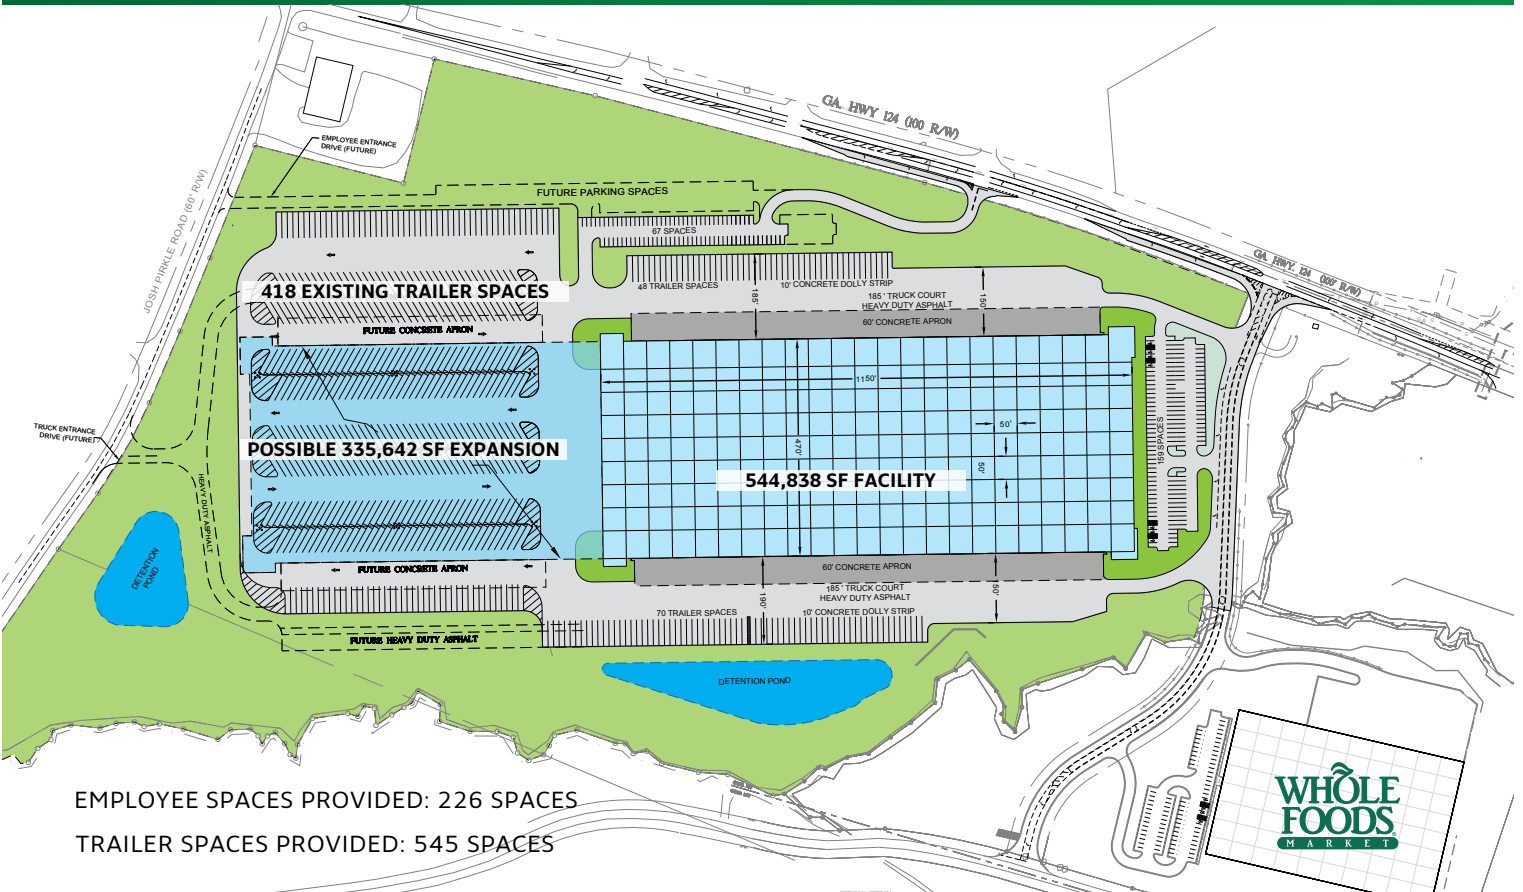 GA. HWY 124 (100 R/W)
EMPLOYEE ENTRANCE
DRIVE (FUTURE)
JOSH PIRKLE ROAD (60' R/W)
FUTURE PARKING SPACES
67 SPACES
GA. HWY. 124 (100' R/W)
418 EXISTING TRAILER SPACES
48 TRAILER SPACES
185'
10' CONCRETE DOLLY STRIP
185' TRUCK COURT
HEAVY DUTY ASPHALT
150'
60' CONCRETE APRON
FUTURE CONCRETE APRON
1150'
TRUCK ENTRANCE
DRIVE (FUTURE)
POSSIBLE 335,642 SF EXPANSION
470'
50'
50'
159 SPACES
544,838 SF FACILITY
HEAVY DUTY ASPHALT
DETENTION
POND
FUTURE CONCRETE APRON
60' CONCRETE APRON
185' TRUCK COURT
HEAVY DUTY ASPHALT
190'
70 TRAILER SPACES
10' CONCRETE DOLLY STRIP
FUTURE HEAVY DUTY ASPHALT
DETENTION POND
EMPLOYEE SPACES PROVIDED: 226 SPACES
TRAILER SPACES PROVIDED: 545 SPACES
WHOLE
FOODS
MARKET